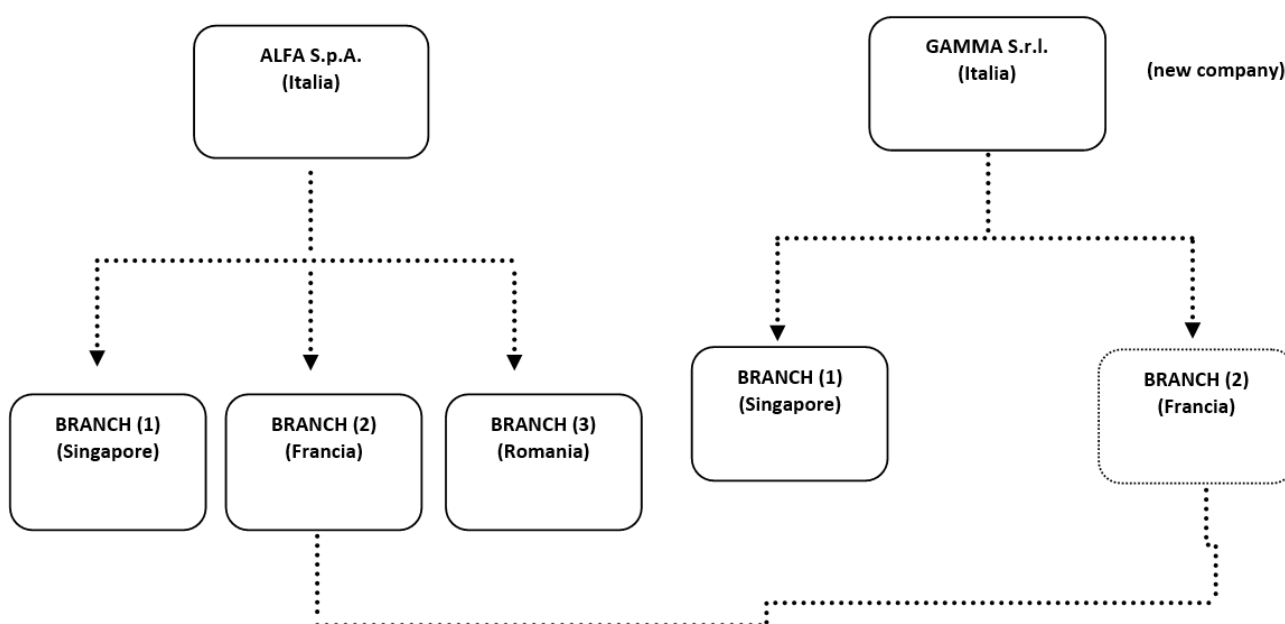 ALFA S.p.A.
(Italia)
GAMMA S.r.l.
(Italia)
(new company)
BRANCH (1)
(Singapore)
BRANCH (2)
(Francia)
BRANCH (3)
(Romania)
BRANCH (1)
(Singapore)
BRANCH (2)
(Francia)